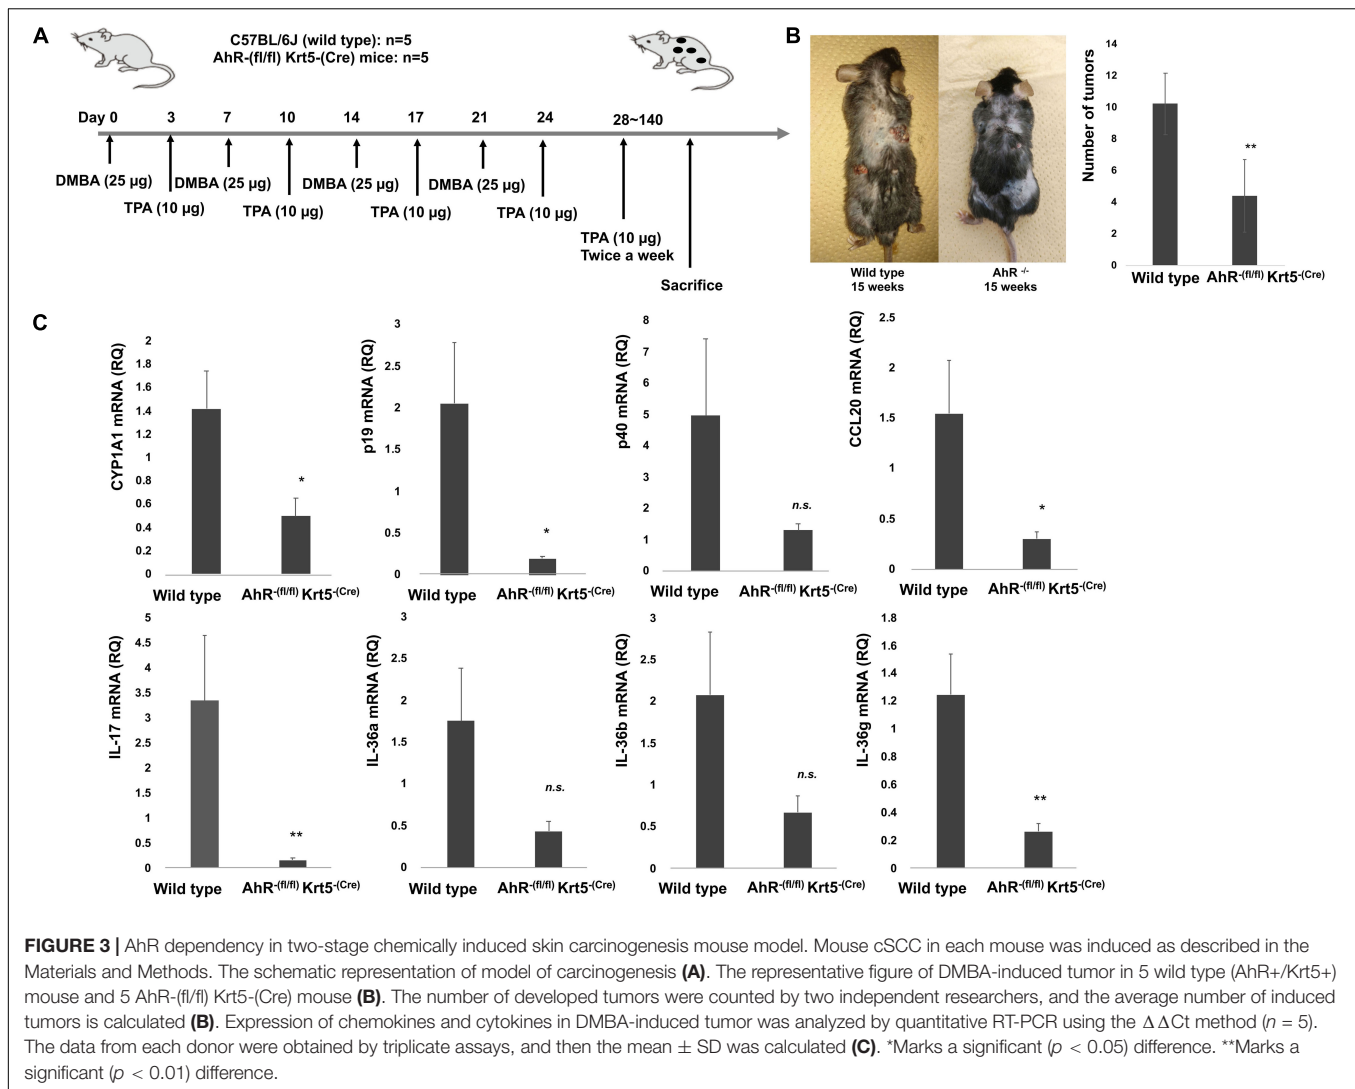 A
C57BL/6J (wild type): n=5
AhR-(fl/fl) Krt5-(Cre) mice: n=5
Day 0 3 7 10 14 17 21 24 28~140
DMBA (25 µg) DMBA (25 µg) DMBA (25 µg) DMBA (25 µg)
TPA (10 µg) TPA (10 µg) TPA (10 µg) TPA (10 µg)
TPA (10 µg)
Twice a week
Sacrifice
B
Wild type
15 weeks
AhR -/-
15 weeks
Number of tumors
14
12
10
8
6
4
2
0
**
Wild type AhR-(fl/fl) Krt5-(Cre)
C
CYP1A1 mRNA (RQ)
2
1.8
1.6
1.4
1.2
1
0.8
0.6
0.4
0.2
0
*
Wild type AhR-(fl/fl) Krt5-(Cre)
p19 mRNA (RQ)
3
2.5
2
1.5
1
0.5
0
*
Wild type AhR-(fl/fl) Krt5-(Cre)
p40 mRNA (RQ)
8
7
6
5
4
3
2
1
0
n.s.
Wild type AhR-(fl/fl) Krt5-(Cre)
CCL20 mRNA (RQ)
2.5
2
1.5
1
0.5
0
*
Wild type AhR-(fl/fl) Krt5-(Cre)
IL-17 mRNA (RQ)
5
4.5
4
3.5
3
2.5
2
1.5
1
0.5
0
**
Wild type AhR-(fl/fl) Krt5-(Cre)
IL-36a mRNA (RQ)
3
2.5
2
1.5
1
0.5
0
n.s.
Wild type AhR-(fl/fl) Krt5-(Cre)
IL-36b mRNA (RQ)
3
2.5
2
1.5
1
0.5
0
n.s.
Wild type AhR-(fl/fl) Krt5-(Cre)
IL-36g mRNA (RQ)
1.8
1.6
1.4
1.2
1
0.8
0.6
0.4
0.2
0
**
Wild type AhR-(fl/fl) Krt5-(Cre)
FIGURE 3 | AhR dependency in two-stage chemically induced skin carcinogenesis mouse model. Mouse cSCC in each mouse was induced as described in the
Materials and Methods. The schematic representation of model of carcinogenesis (A). The representative figure of DMBA-induced tumor in 5 wild type (AhR+/Krt5+)
mouse and 5 AhR-(fl/fl) Krt5-(Cre) mouse (B). The number of developed tumors were counted by two independent researchers, and the average number of induced
tumors is calculated (B). Expression of chemokines and cytokines in DMBA-induced tumor was analyzed by quantitative RT-PCR using the ΔΔCt method (n = 5).
The data from each donor were obtained by triplicate assays, and then the mean ± SD was calculated (C). *Marks a significant (p < 0.05) difference. **Marks a
significant (p < 0.01) difference.